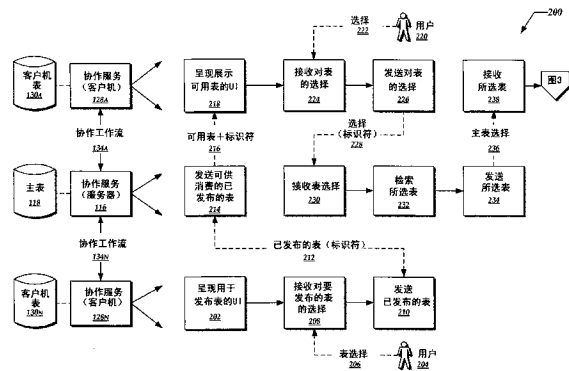 200
选择
222
用户
220
客户机
表
130A
协作服务
(客户机)
128A
呈现展示
可用表的UI
218
接收对表
的选择
224
发送对表
的选择
226
接收
所选表
238
图3
协作工作流
134A
可用表+标识符
216
选择
(标识符)
228
主表选择
236
主表
118
协作服务
(服务器)
116
发送可供
消费的已
发布的表
214
接收表选择
230
检索
所选表
232
发送
所选表
234
协作工作流
134N
已发布的表(标识符)
212
客户机
表
130N
协作服务
(客户机)
128N
呈现用于
发布表的UI
202
接收对要
发布的表
的选择
208
发送
已发布的表
210
表选择
206
用户
204